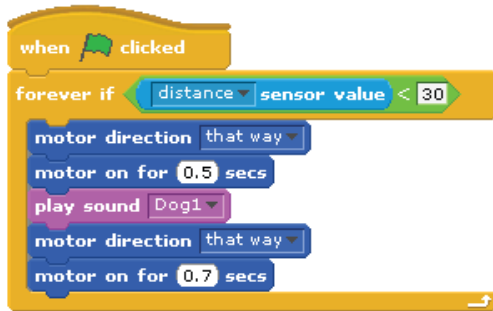 when clicked
forever if distance sensor value < 30
motor direction that way
motor on for 0.5 secs
play sound Dog1
motor direction that way
motor on for 0.7 secs